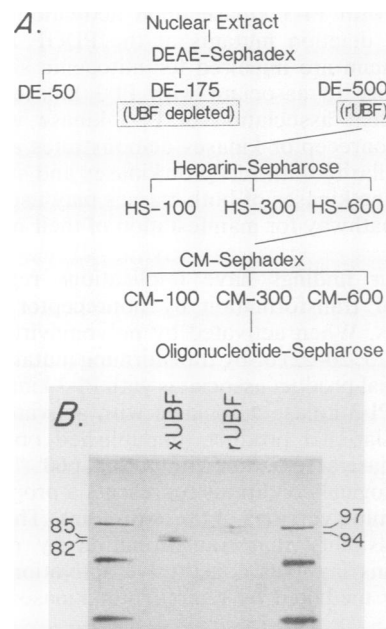 A.
Nuclear Extract
DEAE-Sephadex
DE-50 DE-175 DE-500
(UBF depleted) (rUBF)
Heparin-Sepharose
HS-100 HS-300 HS-600
CM-Sephadex
CM-100 CM-300 CM-600
Oligonucleotide-Sepharose
B.
xUBF rUBF
85 97
82 94